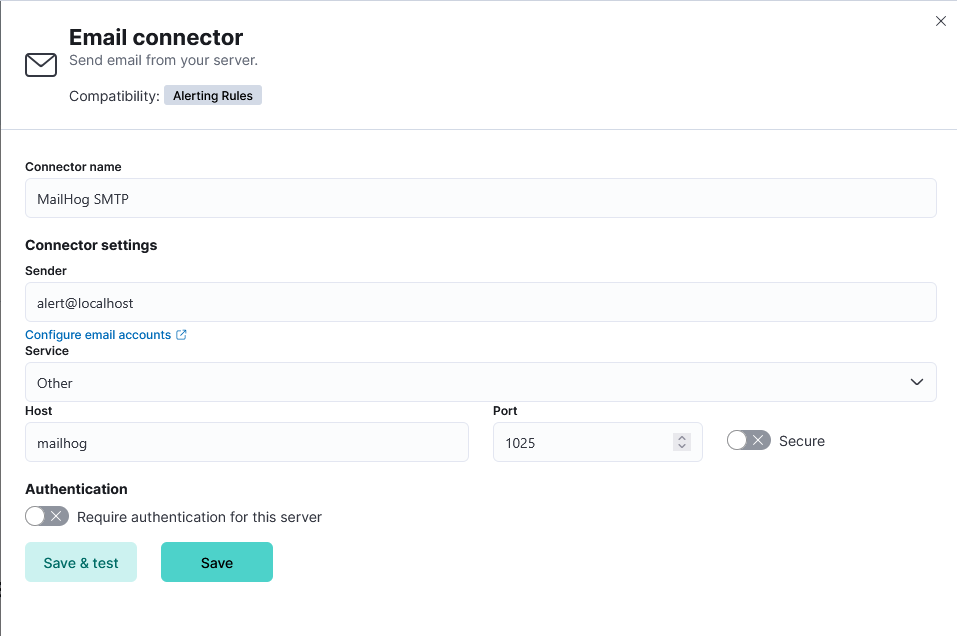 Email connector
Send email from your server.
Compatibility: Alerting Rules
Connector name
MailHog SMTP
Connector settings
Sender
alert@localhost
Configure email accounts
Service
Other
Host Port
mailhog 1025 Secure
Authentication
Require authentication for this server
Save & test Save